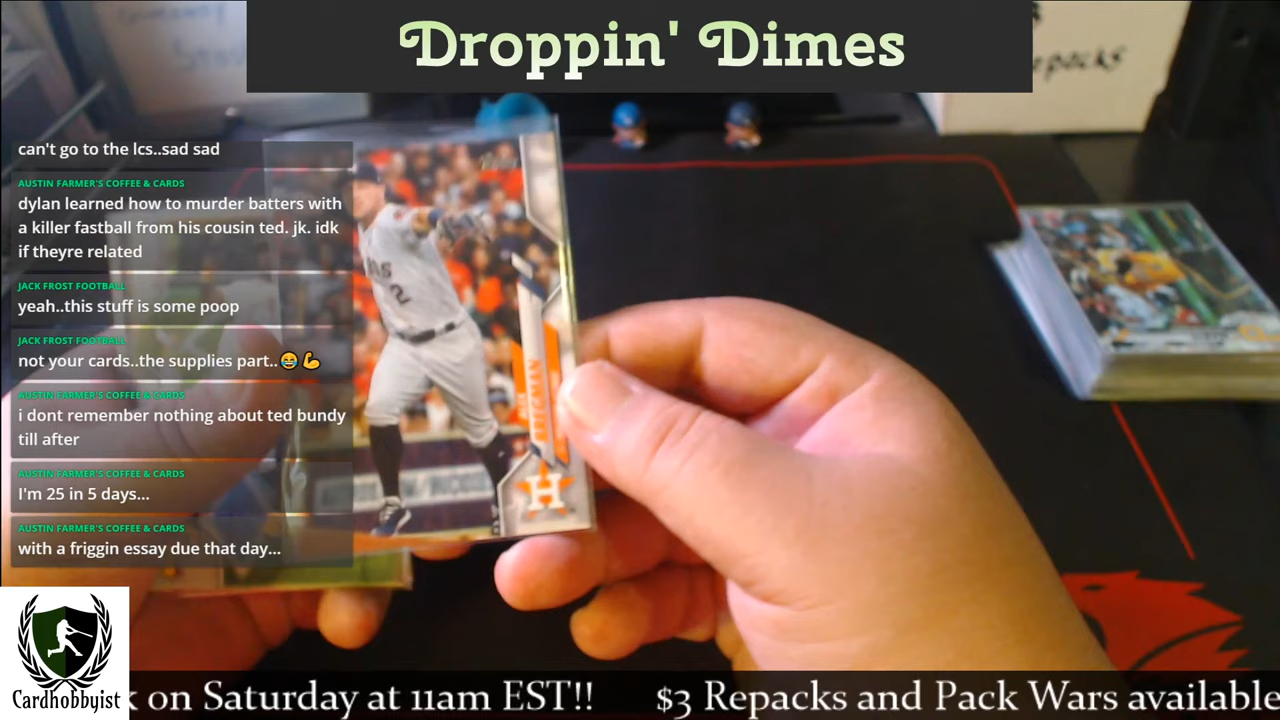 Droppin' Dimes
epacks
can't go to the lcs..sad sad
AUSTIN FARMER'S COFFEE & CARDS
dylan learned how to murder batters with
a killer fastball from his cousin ted. jk. idk
if theyre related
JACK FROST FOOTBALL
yeah..this stuff is some poop
JACK FROST FOOTBALL
not your cards..the supplies part..😂💪
AUSTIN FARMER'S COFFEE & CARDS
i dont remember nothing about ted bundy
till after
AUSTIN FARMER'S COFFEE & CARDS
I'm 25 in 5 days...
AUSTIN FARMER'S COFFEE & CARDS
with a friggin essay due that day...
2
H
Cardhobbyist
k on Saturday at 11am EST!! $3 Repacks and Pack Wars available